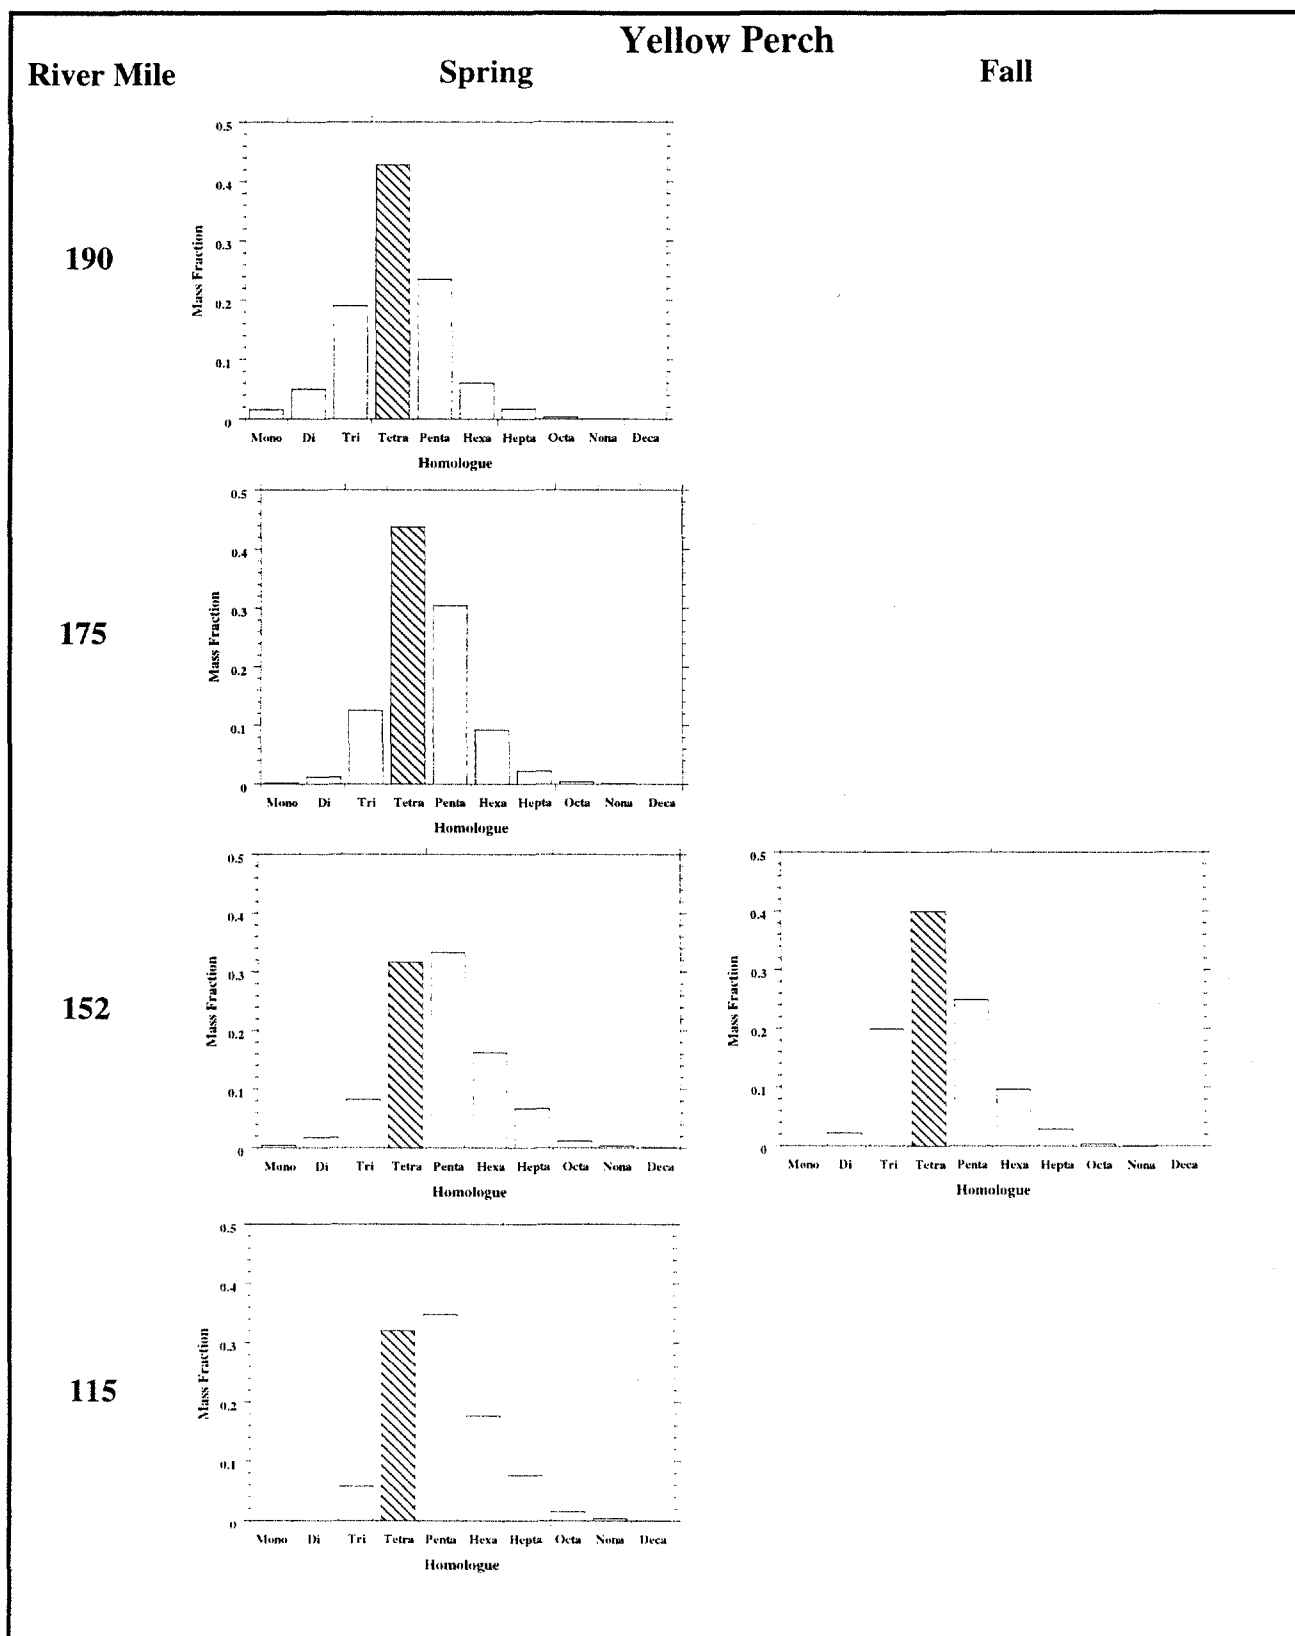 Yellow Perch
River Mile Spring Fall
190
0.5
0.4
0.3
0.2
0.1
0
Mass Fraction
Mono Di Tri Tetra Penta Hexa Hepta Octa Nona Deca
Homologue
175
0.5
0.4
0.3
0.2
0.1
0
Mass Fraction
Mono Di Tri Tetra Penta Hexa Hepta Octa Nona Deca
Homologue
152
0.5
0.4
0.3
0.2
0.1
0
Mass Fraction
Mono Di Tri Tetra Penta Hexa Hepta Octa Nona Deca
Homologue
0.5
0.4
0.3
0.2
0.1
0
Mass Fraction
Mono Di Tri Tetra Penta Hexa Hepta Octa Nona Deca
Homologue
115
0.5
0.4
0.3
0.2
0.1
0
Mass Fraction
Mono Di Tri Tetra Penta Hexa Hepta Octa Nona Deca
Homologue